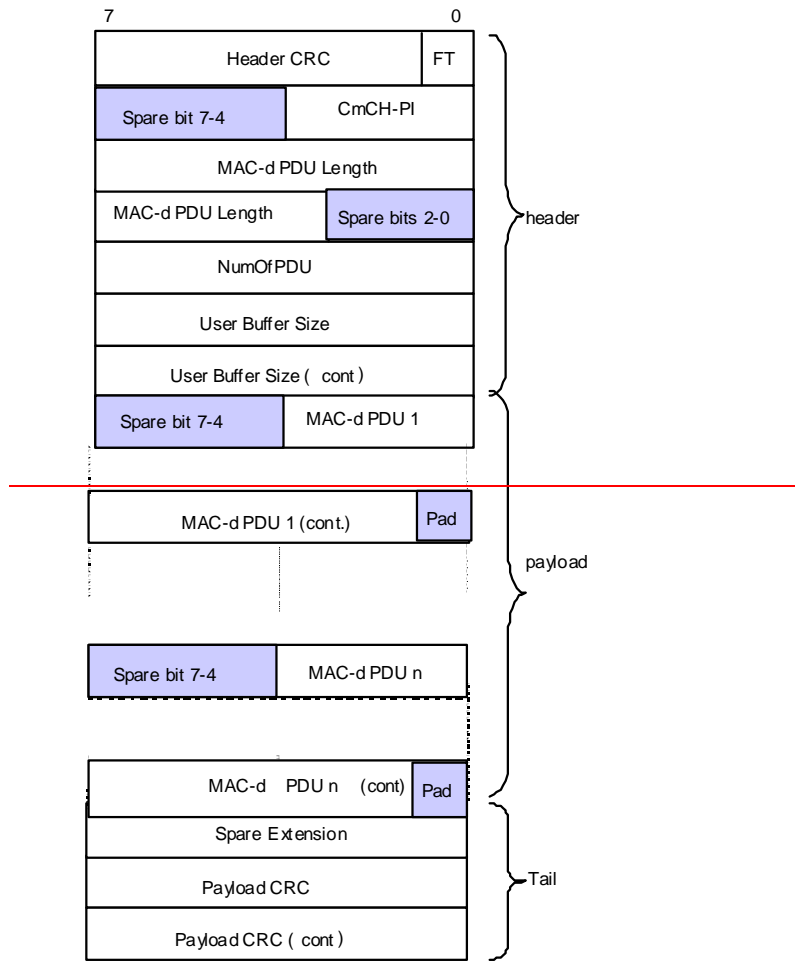 7 0
Header CRC FT
Spare bit 7-4 CmCH-PI
MAC-d PDU Length
MAC-d PDU Length Spare bits 2-0
header
NumOfPDU
User Buffer Size
User Buffer Size ( cont)
Spare bit 7-4 MAC-d PDU 1
MAC-d PDU 1 (cont.) Pad
payload
Spare bit 7-4 MAC-d PDU n
MAC-d PDU n (cont) Pad
Spare Extension
Payload CRC
Tail
Payload CRC ( cont)